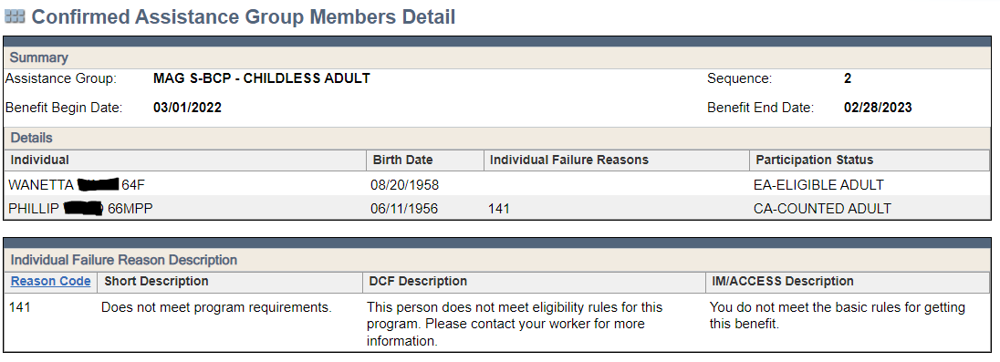 Confirmed Assistance Group Members Detail
Summary
Assistance Group: MAG S-BCP - CHILDLESS ADULT Sequence: 2
Benefit Begin Date: 03/01/2022 Benefit End Date: 02/28/2023
Details
Individual Birth Date Individual Failure Reasons Participation Status
WANETTA 64F 08/20/1958 EA-ELIGIBLE ADULT
PHILLIP 66MPP 06/11/1956 141 CA-COUNTED ADULT
Individual Failure Reason Description
Reason Code Short Description DCF Description IM/ACCESS Description
141 Does not meet program requirements. This person does not meet eligibility rules for this You do not meet the basic rules for getting
program. Please contact your worker for more this benefit.
information.